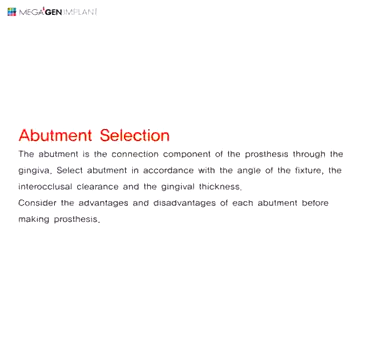 MEGA'GEN IMPLANT
Abutment Selection
The abutment is the connection component of the prosthesis through the
gingiva. Select abutment in accordance with the angle of the fixture, the
interocclusal clearance and the gingival thickness.
Consider the advantages and disadvantages of each abutment before
making prosthesis.